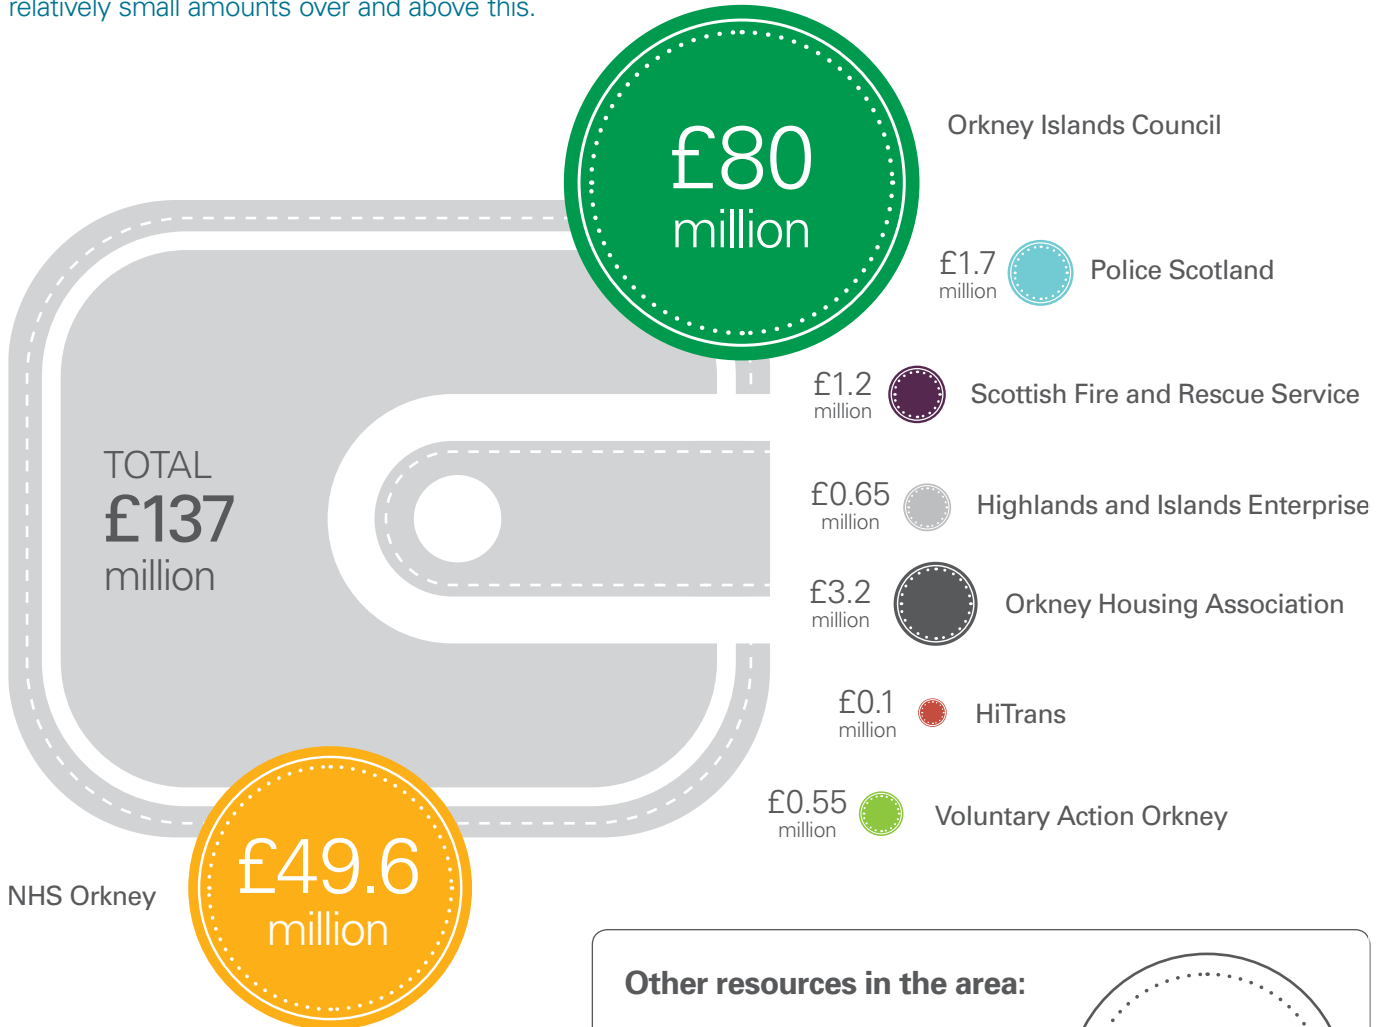 relatively small amounts over and above this.
£80
million
Orkney Islands Council
£1.7
million
Police Scotland
£1.2
million
Scottish Fire and Rescue Service
TOTAL
£137
million
£0.65
million
Highlands and Islands Enterprise
£3.2
million
Orkney Housing Association
£0.1
million
HiTrans
£0.55
million
Voluntary Action Orkney
NHS Orkney
£49.6
million
Other resources in the area: